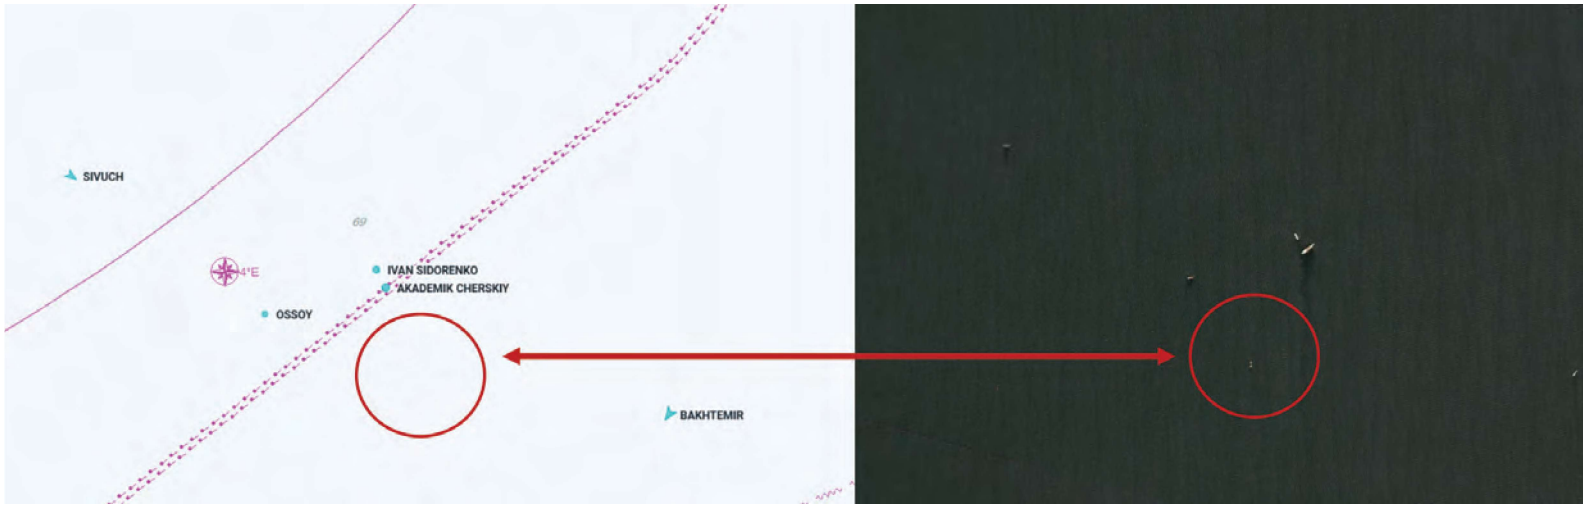 SIVUCH
69
IVAN SIDORENKO
4°E
AKADEMIK CHERSKIY
OSSOY
BAKHTEMIR